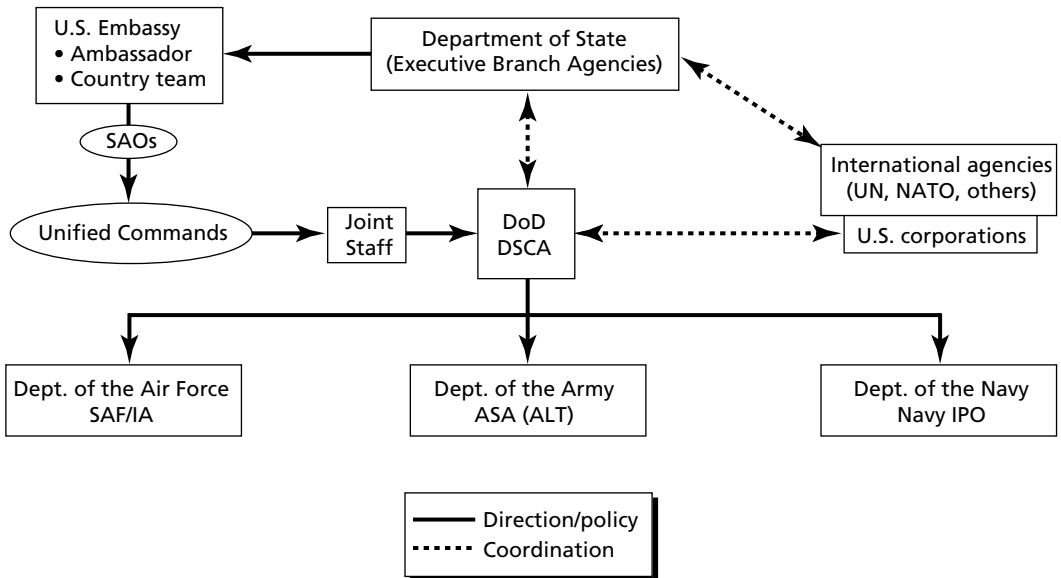 U.S. Embassy
• Ambassador
• Country team
Department of State
(Executive Branch Agencies)
SAOs
International agencies
(UN, NATO, others)
U.S. corporations
Unified Commands
Joint
Staff
DoD
DSCA
Dept. of the Air Force
SAF/IA
Dept. of the Army
ASA (ALT)
Dept. of the Navy
Navy IPO
Direction/policy
Coordination